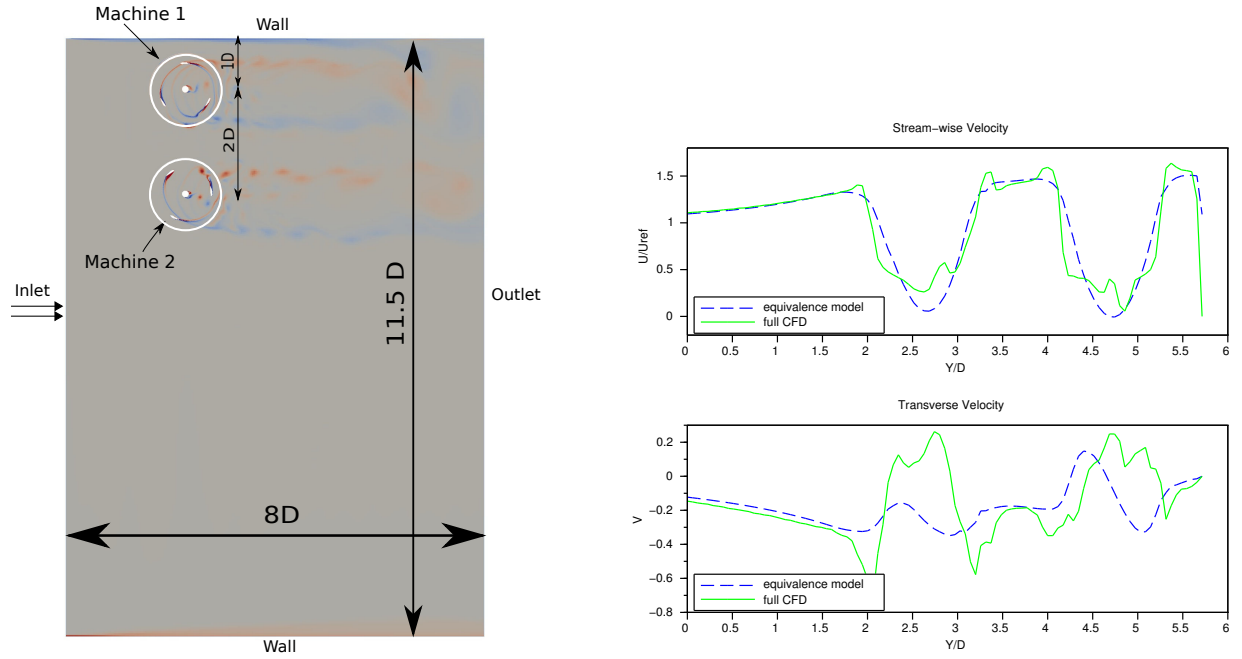 Machine 1
Wall
1D
2D
Machine 2
Inlet
11.5 D
Outlet
8D
Wall
Stream-wise Velocity
U/Uref
1.5
1
0.5
0
equivalence model
full CFD
0 0.5 1 1.5 2 2.5 3 3.5 4 4.5 5 5.5 6
Y/D
Transverse Velocity
V
0.2
0
-0.2
-0.4
-0.6
-0.8
equivalence model
full CFD
0 0.5 1 1.5 2 2.5 3 3.5 4 4.5 5 5.5 6
Y/D